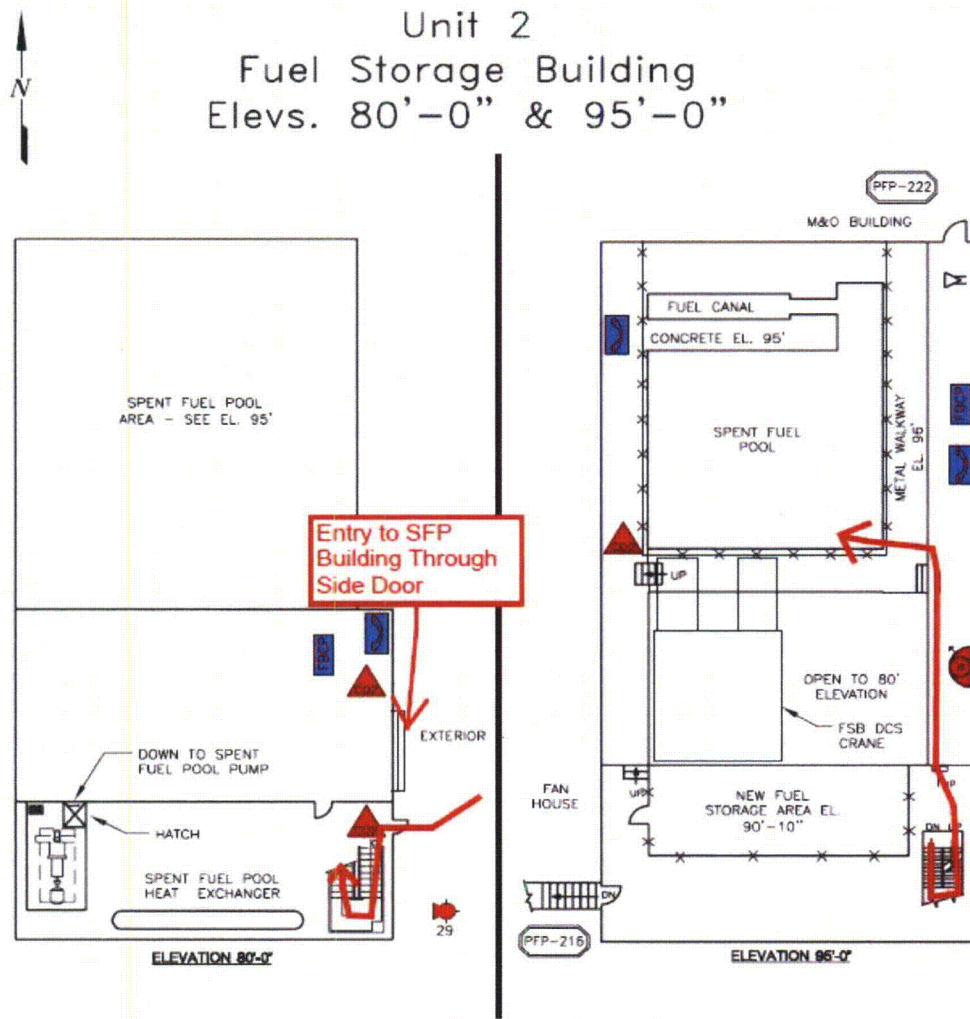 N
Unit 2
Fuel Storage Building
Elevs. 80'-0" & 95'-0"
SPENT FUEL POOL
AREA - SEE EL. 95'
Entry to SFP
Building Through
Side Door
FBCP
EXTERIOR
DOWN TO SPENT
FUEL POOL PUMP
HATCH
SPENT FUEL POOL
HEAT EXCHANGER
29
ELEVATION 80'-0"
PFP-222
M&O BUILDING
FUEL CANAL
CONCRETE EL. 95'
SPENT FUEL
POOL
METAL WALKWAY
EL. 96'
FBCP
UP
OPEN TO 80'
ELEVATION
FSB DCS
CRANE
FAN
HOUSE
UP
NEW FUEL
STORAGE AREA EL.
90'-10"
UP
DN UP
DN
PFP-216
ELEVATION 95'-0"